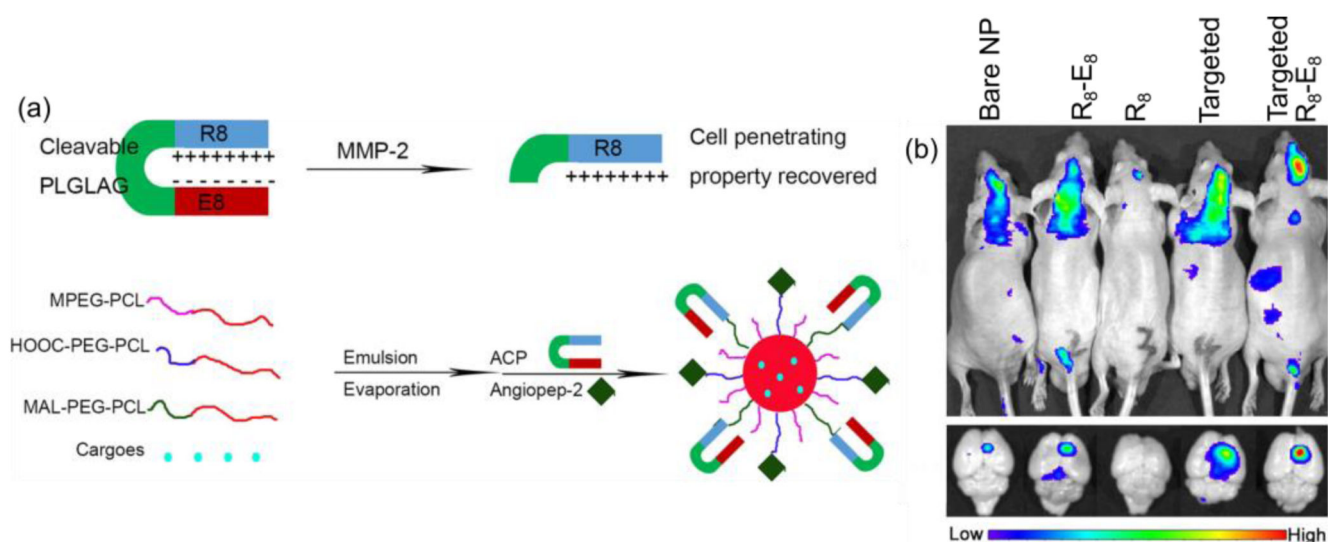 (a)
Cleavable
PLGLAG
R8
+++++++
- - - - - - -
E8
MMP-2
R8
++++++++
Cell penetrating
property recovered
MPEG-PCL
HOOC-PEG-PCL
MAL-PEG-PCL
Cargoes
Emulsion
Evaporation
ACP
Angiopep-2
(b)
Bare NP
R8-E8
R8
Targeted
Targeted
R8-E8
3
Low
High